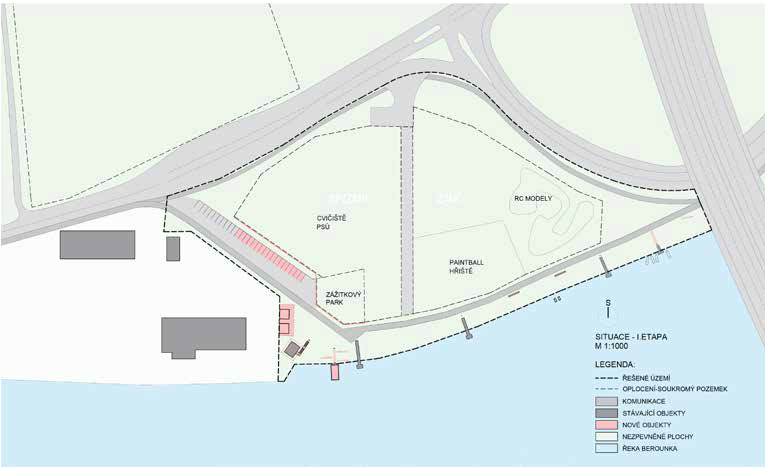 CVIČIŠTĚ
PSŮ
RC MODELY
PAINTBALL
HŘIŠTĚ
ZÁŽITKOVÝ
PARK
S
SITUACE - I.ETAPA
M 1:1000
LEGENDA:
ŘEŠENÉ ÚZEMÍ
OPLOCENÍ-SOUKROMÝ POZEMEK
KOMUNIKACE
STÁVAJÍCÍ OBJEKTY
NOVÉ OBJEKTY
NEZPEVNĚNÉ PLOCHY
ŘEKA BEROUNKA